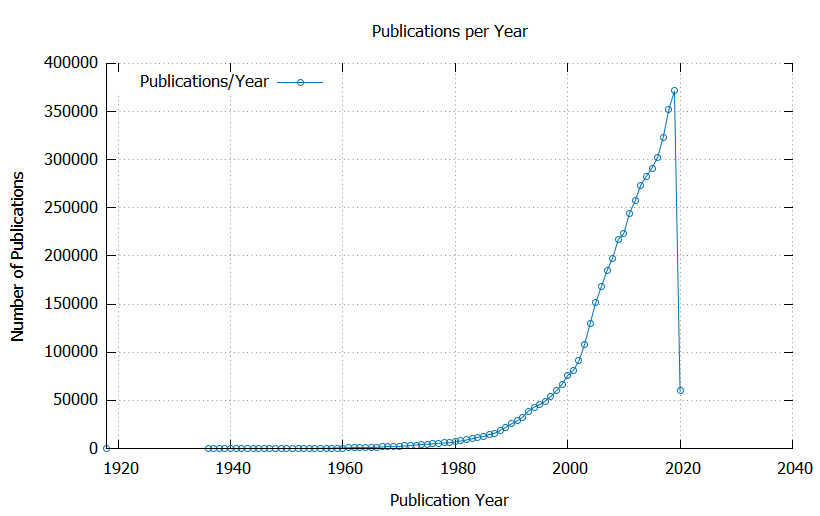 Publications per Year
400000
350000
300000
250000
200000
150000
100000
50000
0
Publications/Year
Number of Publications
1920 1940 1960 1980 2000 2020 2040
Publication Year